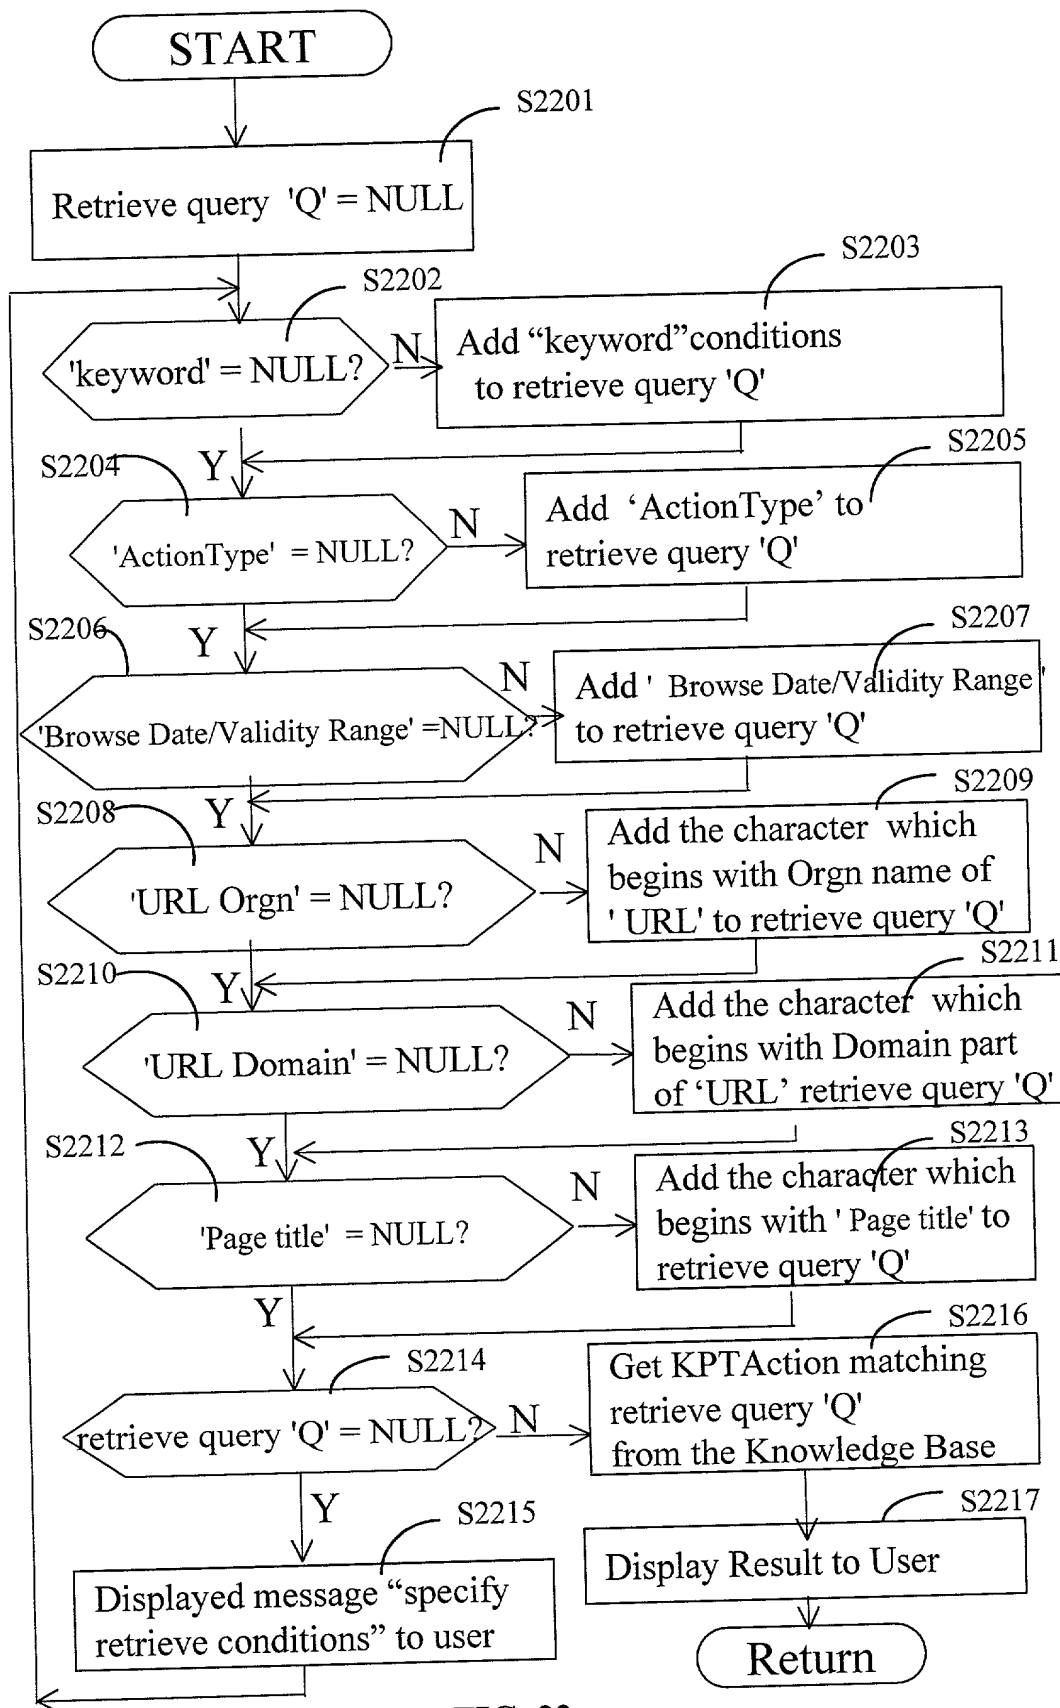 START
S2201
Retrieve query 'Q' = NULL
S2202
S2203
'keyword' = NULL?
N
Add “keyword”conditions
to retrieve query 'Q'
Y
S2204
S2205
'ActionType' = NULL?
N
Add ‘ActionType’ to
retrieve query 'Q'
Y
S2206
S2207
'Browse Date/Validity Range' =NULL?
N
Add ' Browse Date/Validity Range '
to retrieve query 'Q'
Y
S2208
S2209
'URL Orgn' = NULL?
N
Add the character which
begins with Orgn name of
' URL' to retrieve query 'Q'
Y
S2210
S2211
'URL Domain' = NULL?
N
Add the character which
begins with Domain part
of ‘URL’ retrieve query 'Q'
Y
S2212
S2213
'Page title' = NULL?
N
Add the character which
begins with ' Page title' to
retrieve query 'Q'
Y
S2214
S2216
retrieve query 'Q' = NULL?
N
Get KPTAction matching
retrieve query 'Q'
from the Knowledge Base
Y
S2215
S2217
Displayed message “specify
retrieve conditions” to user
Display Result to User
Return